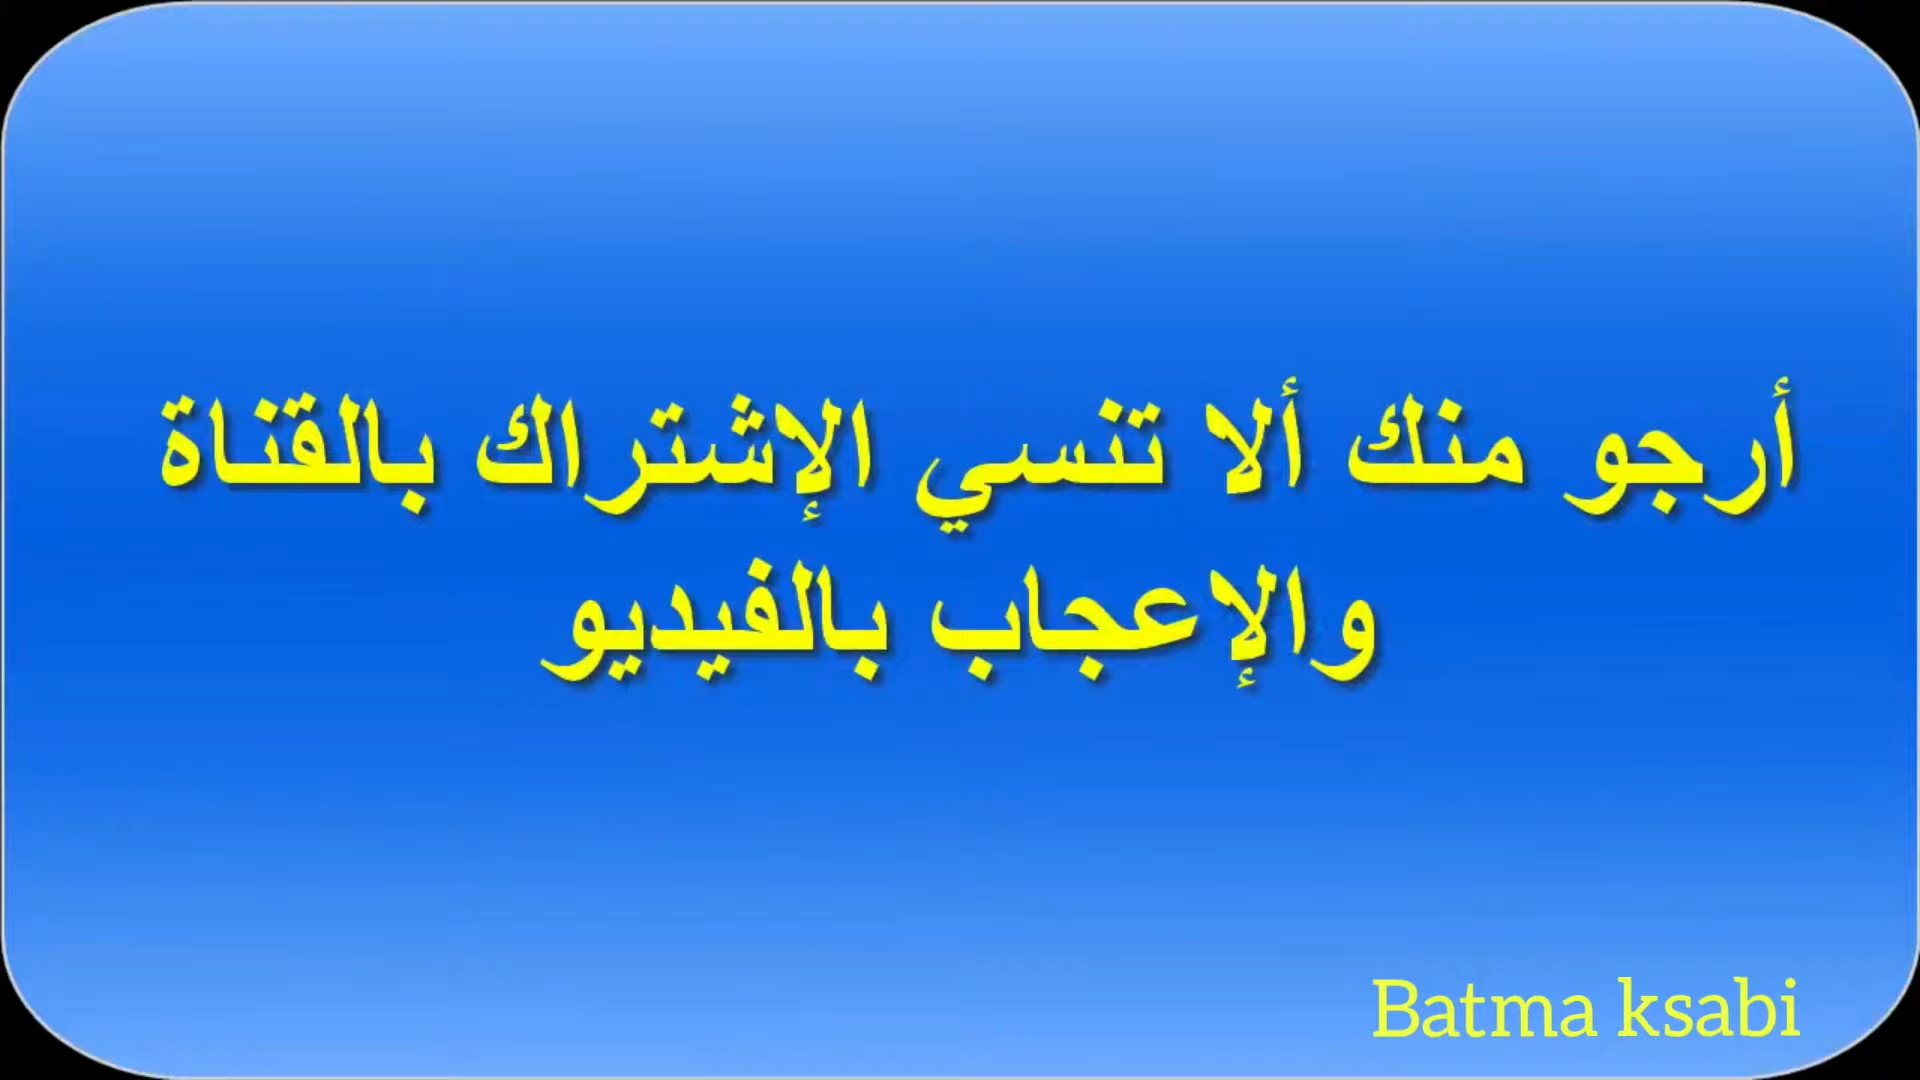 أرجو منك ألا تنسي الإشتراك بالقناة
والإعجاب بالفيديو
Batma ksabi